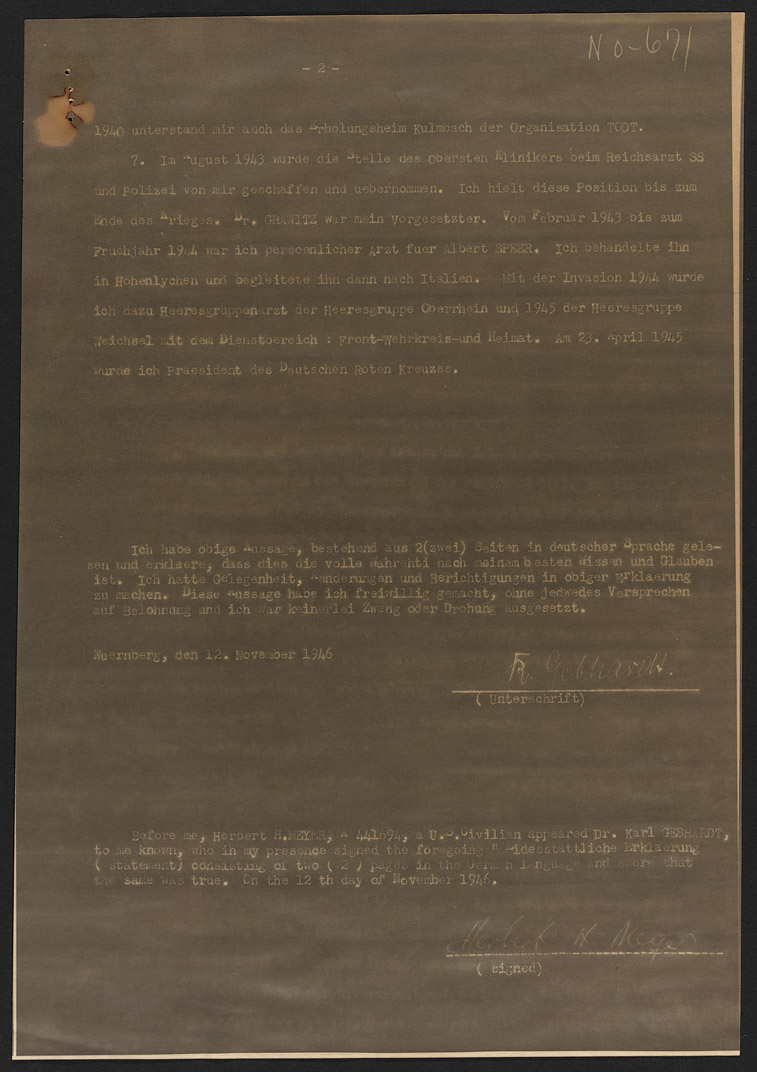 NO-671
- 2 -
1940 unterstand mir auch das Erholungsheim Kulmbach der Organisation TODT.
7. Im August 1943 wurde die Stelle des obersten Klinikers beim Reichsarzt SS
und Polizei von mir geschaffen und uebernommen. Ich hielt diese Position bis zum
Ende des Krieges. Dr. GRAWITZ war mein Vorgesetzter. Vom Februar 1943 bis zum
Fruehjahr 1944 war ich persoenlicher Arzt fuer Albert SPEER. Ich behandelte ihn
in Hohenlychen und begleitete ihn dann nach Italien. Mit der Invasion 1944 wurde
ich dazu Heeresgruppenarzt der Heeresgruppe Oberrhein und 1945 der Heeresgruppe
Weichsel mit dem Dienstbereich : Front-Wehrkreis-und Heimat. Am 23. April 1945
wurde ich Praesident des Deutschen Roten Kreuzes.
Ich habe obige Aussage, bestehend aus 2(zwei) Seiten in deutscher Sprache gele-
sen und erklaere, dass dies die volle Wahrehti nach meinam besten Wissen und Glauben
ist. Ich hatte Gelegenheit, Aenderungen und Berichtigungen in obiger Erklaerung
zu machen. Diese Aussage habe ich freiwillig gemacht, ohne jedwedes Versprechen
auf Belohnung und ich war keinerlei Zwang oder Drohung ausgesetzt.
Nuernberg, den 12. November 1946
K. Gebhardt.
( Unterschrift)
Before me, Herbert H.MEYER, A 441694, a U.S.Civilian appeared Dr. Karl GEBHARDT,
to me known, who in my presence signed the foregoing " Eidesstattliche Erklaerung
( statement) consisting of two ( 2 ) pages in the German language and swore that
the same was true. On the 12 th day of November 1946.
Herbert H. Meyer
( signed)